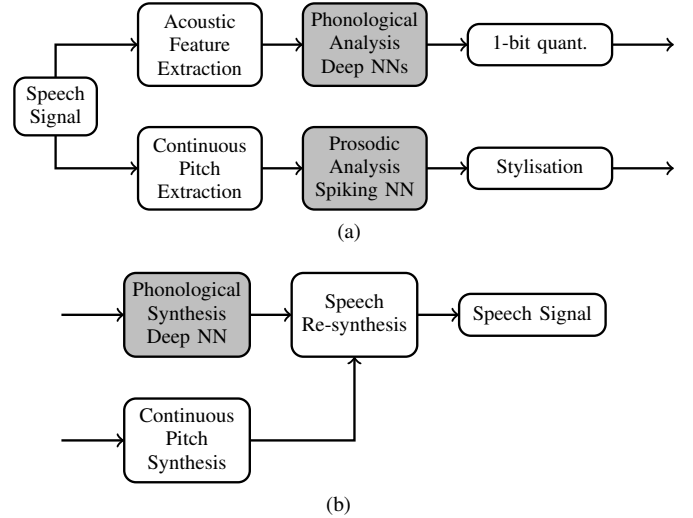 Speech
Signal
Acoustic
Feature
Extraction
Phonological
Analysis
Deep NNs
1-bit quant.
Continuous
Pitch
Extraction
Prosodic
Analysis
Spiking NN
Stylisation
(a)
Phonological
Synthesis
Deep NN
Speech
Re-synthesis
Speech Signal
Continuous
Pitch
Synthesis
(b)